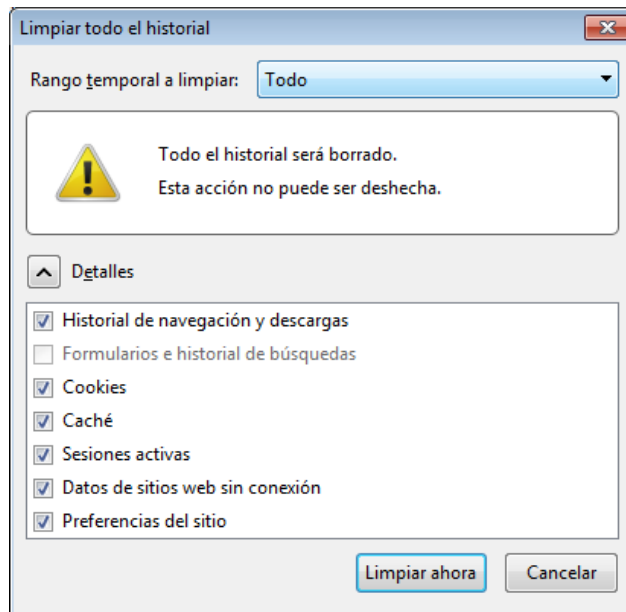 Limpiar todo el historial
Rango temporal a limpiar: Todo
Todo el historial será borrado.
Esta acción no puede ser deshecha.
Detalles
Historial de navegación y descargas
Formularios e historial de búsquedas
Cookies
Caché
Sesiones activas
Datos de sitios web sin conexión
Preferencias del sitio
Limpiar ahora Cancelar